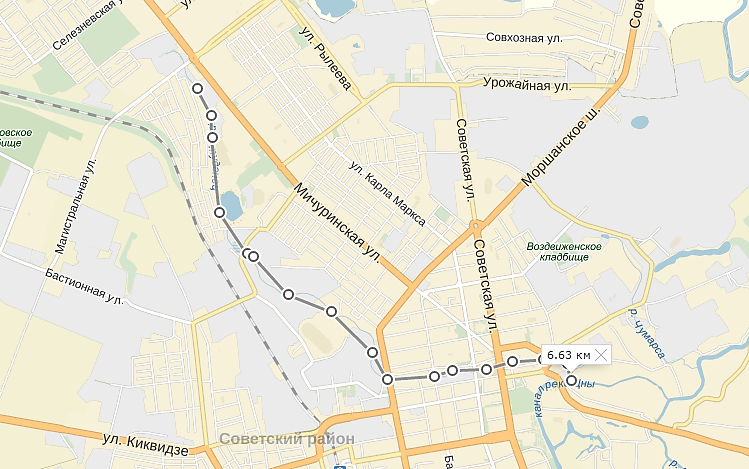 Селезневская ул.
ул. Рылеева
Совхозная ул.
Урожайная ул.
Моршанское ш.
Советская ул.
ул. Карла Маркса
Мичуринская ул.
Магистральная ул.
Бастионная ул.
Воздвиженское
кладбище
Советская ул.
р. Чумарса
6.63 км
ул. Киквидзе
Советский район